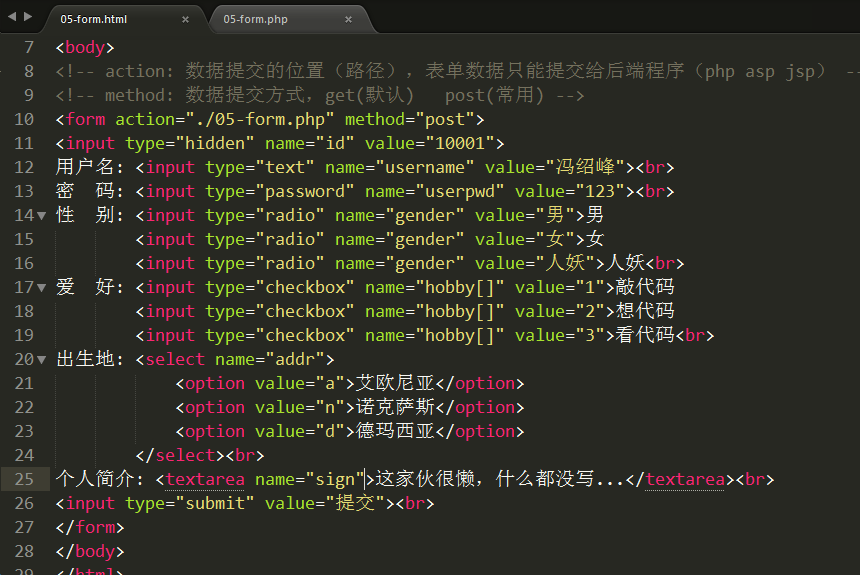 05-form.html × 05-form.php ×
7 <body>
8 <!-- action: 数据提交的位置（路径），表单数据只能提交给后端程序（php asp jsp） --
9 <!-- method: 数据提交方式，get(默认)   post(常用) -->
10 <form action="./05-form.php" method="post">
11 <input type="hidden" name="id" value="10001">
12 用户名: <input type="text" name="username" value="冯绍峰"><br>
13 密　码: <input type="password" name="userpwd" value="123"><br>
14 性　别: <input type="radio" name="gender" value="男">男
15 <input type="radio" name="gender" value="女">女
16 <input type="radio" name="gender" value="人妖">人妖<br>
17 爱　好: <input type="checkbox" name="hobby[]" value="1">敲代码
18 <input type="checkbox" name="hobby[]" value="2">想代码
19 <input type="checkbox" name="hobby[]" value="3">看代码<br>
20 出生地: <select name="addr">
21 <option value="a">艾欧尼亚</option>
22 <option value="n">诺克萨斯</option>
23 <option value="d">德玛西亚</option>
24 </select><br>
25 个人简介: <textarea name="sign">这家伙很懒，什么都没写...</textarea><br>
26 <input type="submit" value="提交"><br>
27 </form>
28 </body>
29 </html>